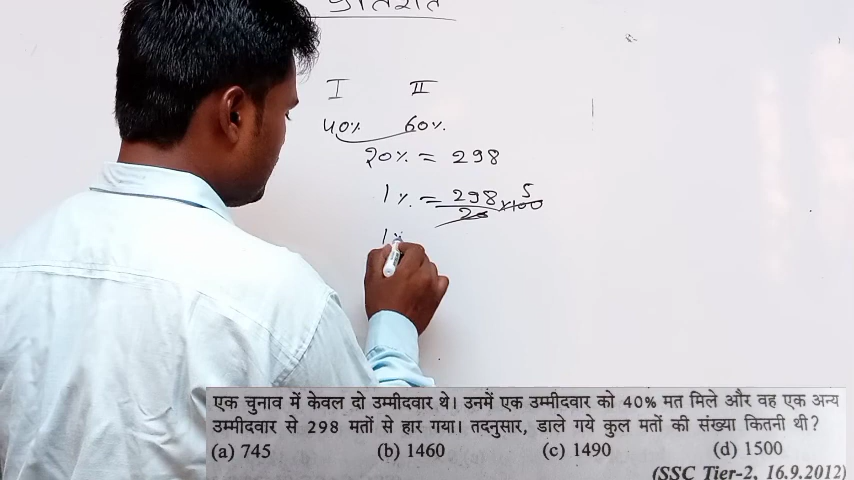 प्रतिशत
I II
40% 60%.
20% = 298
1% = 298/20 × 100 5
1%
एक चुनाव में केवल दो उम्मीदवार थे। उनमें एक उम्मीदवार को 40% मत मिले और वह एक अन्य
उम्मीदवार से 298 मतों से हार गया। तदनुसार, डाले गये कुल मतों की संख्या कितनी थी?
(a) 745 (b) 1460 (c) 1490 (d) 1500
(SSC Tier-2, 16.9.2012)